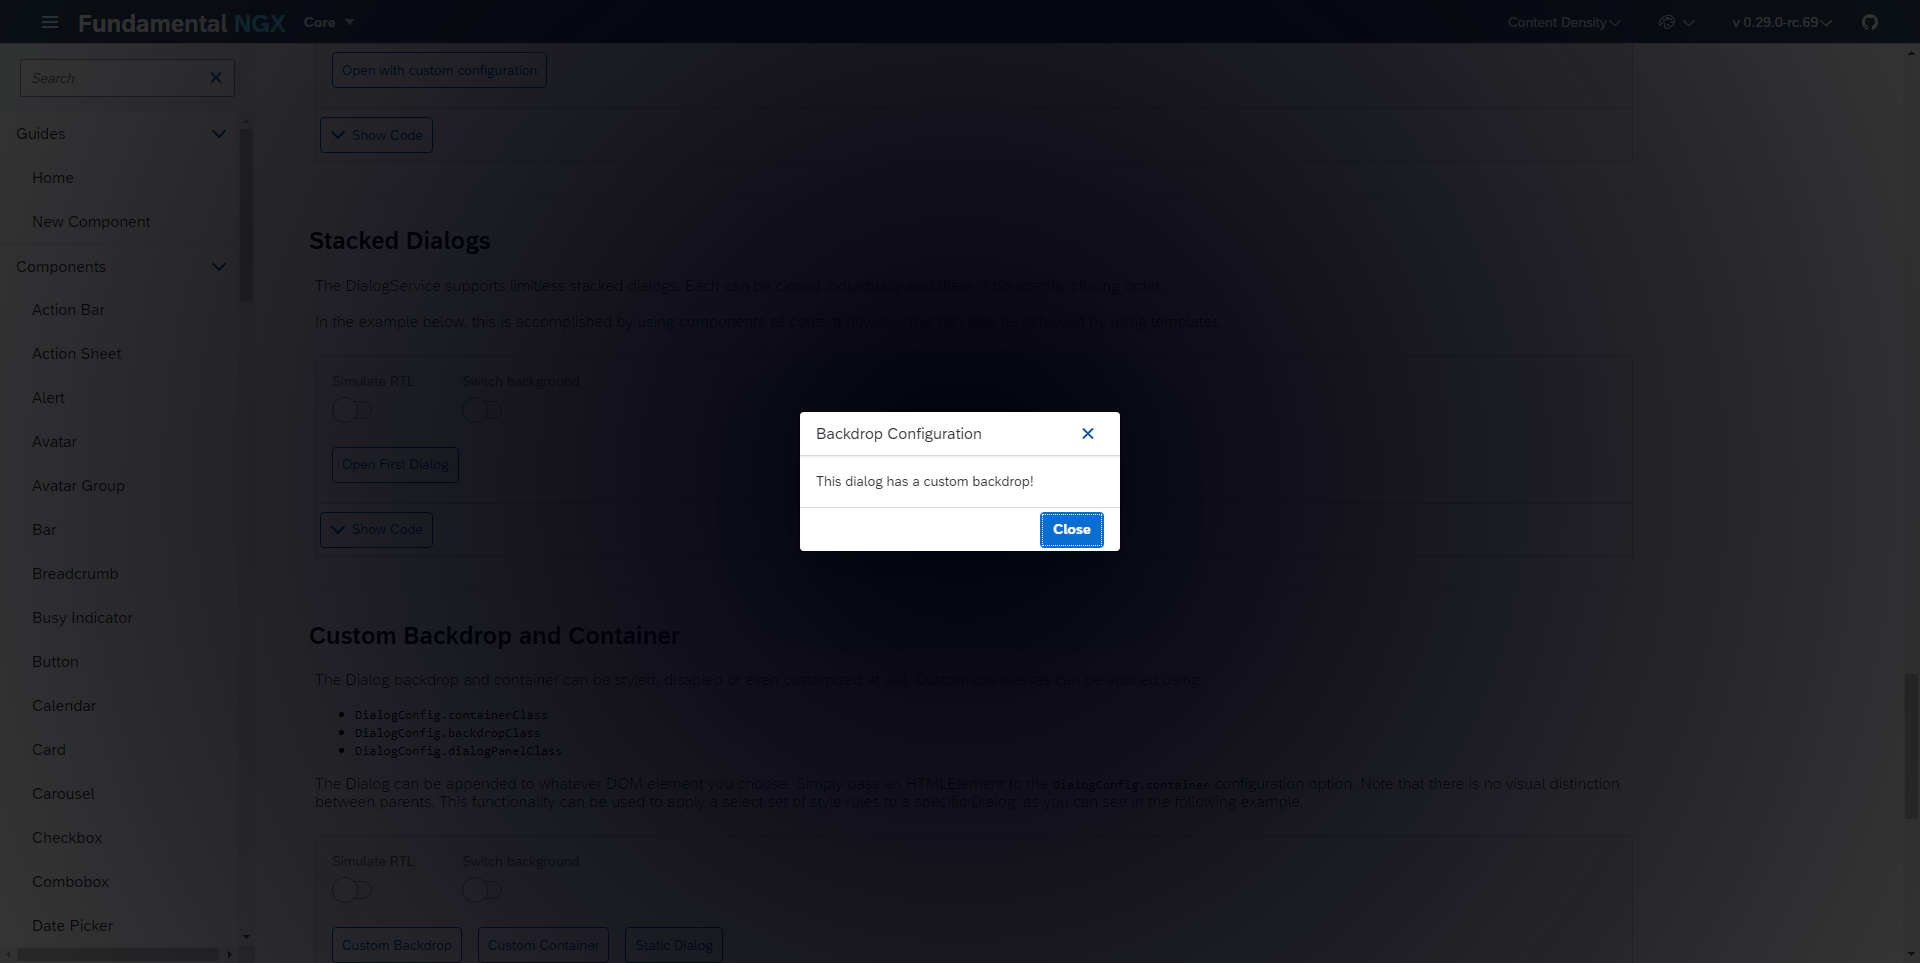 Fundamental NGX Core
Content Density
v 0.29.0-rc.69
Search
Guides
Home
New Component
Components
Action Bar
Action Sheet
Alert
Avatar
Avatar Group
Bar
Breadcrumb
Busy Indicator
Button
Calendar
Card
Carousel
Checkbox
Combobox
Date Picker
Open with custom configuration
Show Code
Stacked Dialogs
The DialogService supports limitless stacked dialogs. Each can be closed individually and there is no specific closing order.
In the example below, this is accomplished by using components as content however this can also be achieved by using templates.
Simulate RTL
Switch background
Open First Dialog
Show Code
Backdrop Configuration
This dialog has a custom backdrop!
Close
Custom Backdrop and Container
The Dialog backdrop and container can be styled, disabled or even customized at will. Custom css classes can be applied using
DialogConfig.containerClass
DialogConfig.backdropClass
DialogConfig.dialogPanelClass
The Dialog can be appended to whatever DOM element you choose. Simply pass an HTMLElement to the DialogConfig.container configuration option. Note that there is no visual distinction
between parents. This functionality can be used to apply a select set of style rules to a specific Dialog, as you can see in the following example.
Simulate RTL
Switch background
Custom Backdrop
Custom Container
Static Dialog